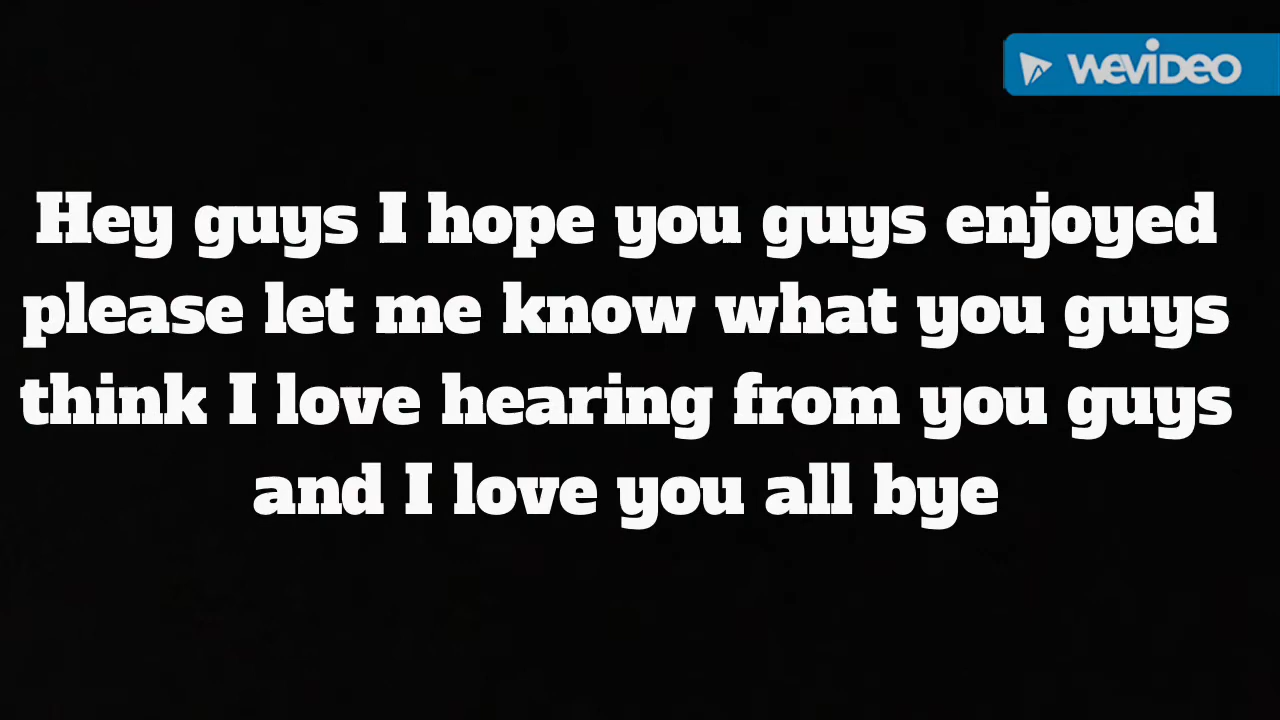 WeVideo
Hey guys I hope you guys enjoyed
please let me know what you guys
think I love hearing from you guys
and I love you all bye